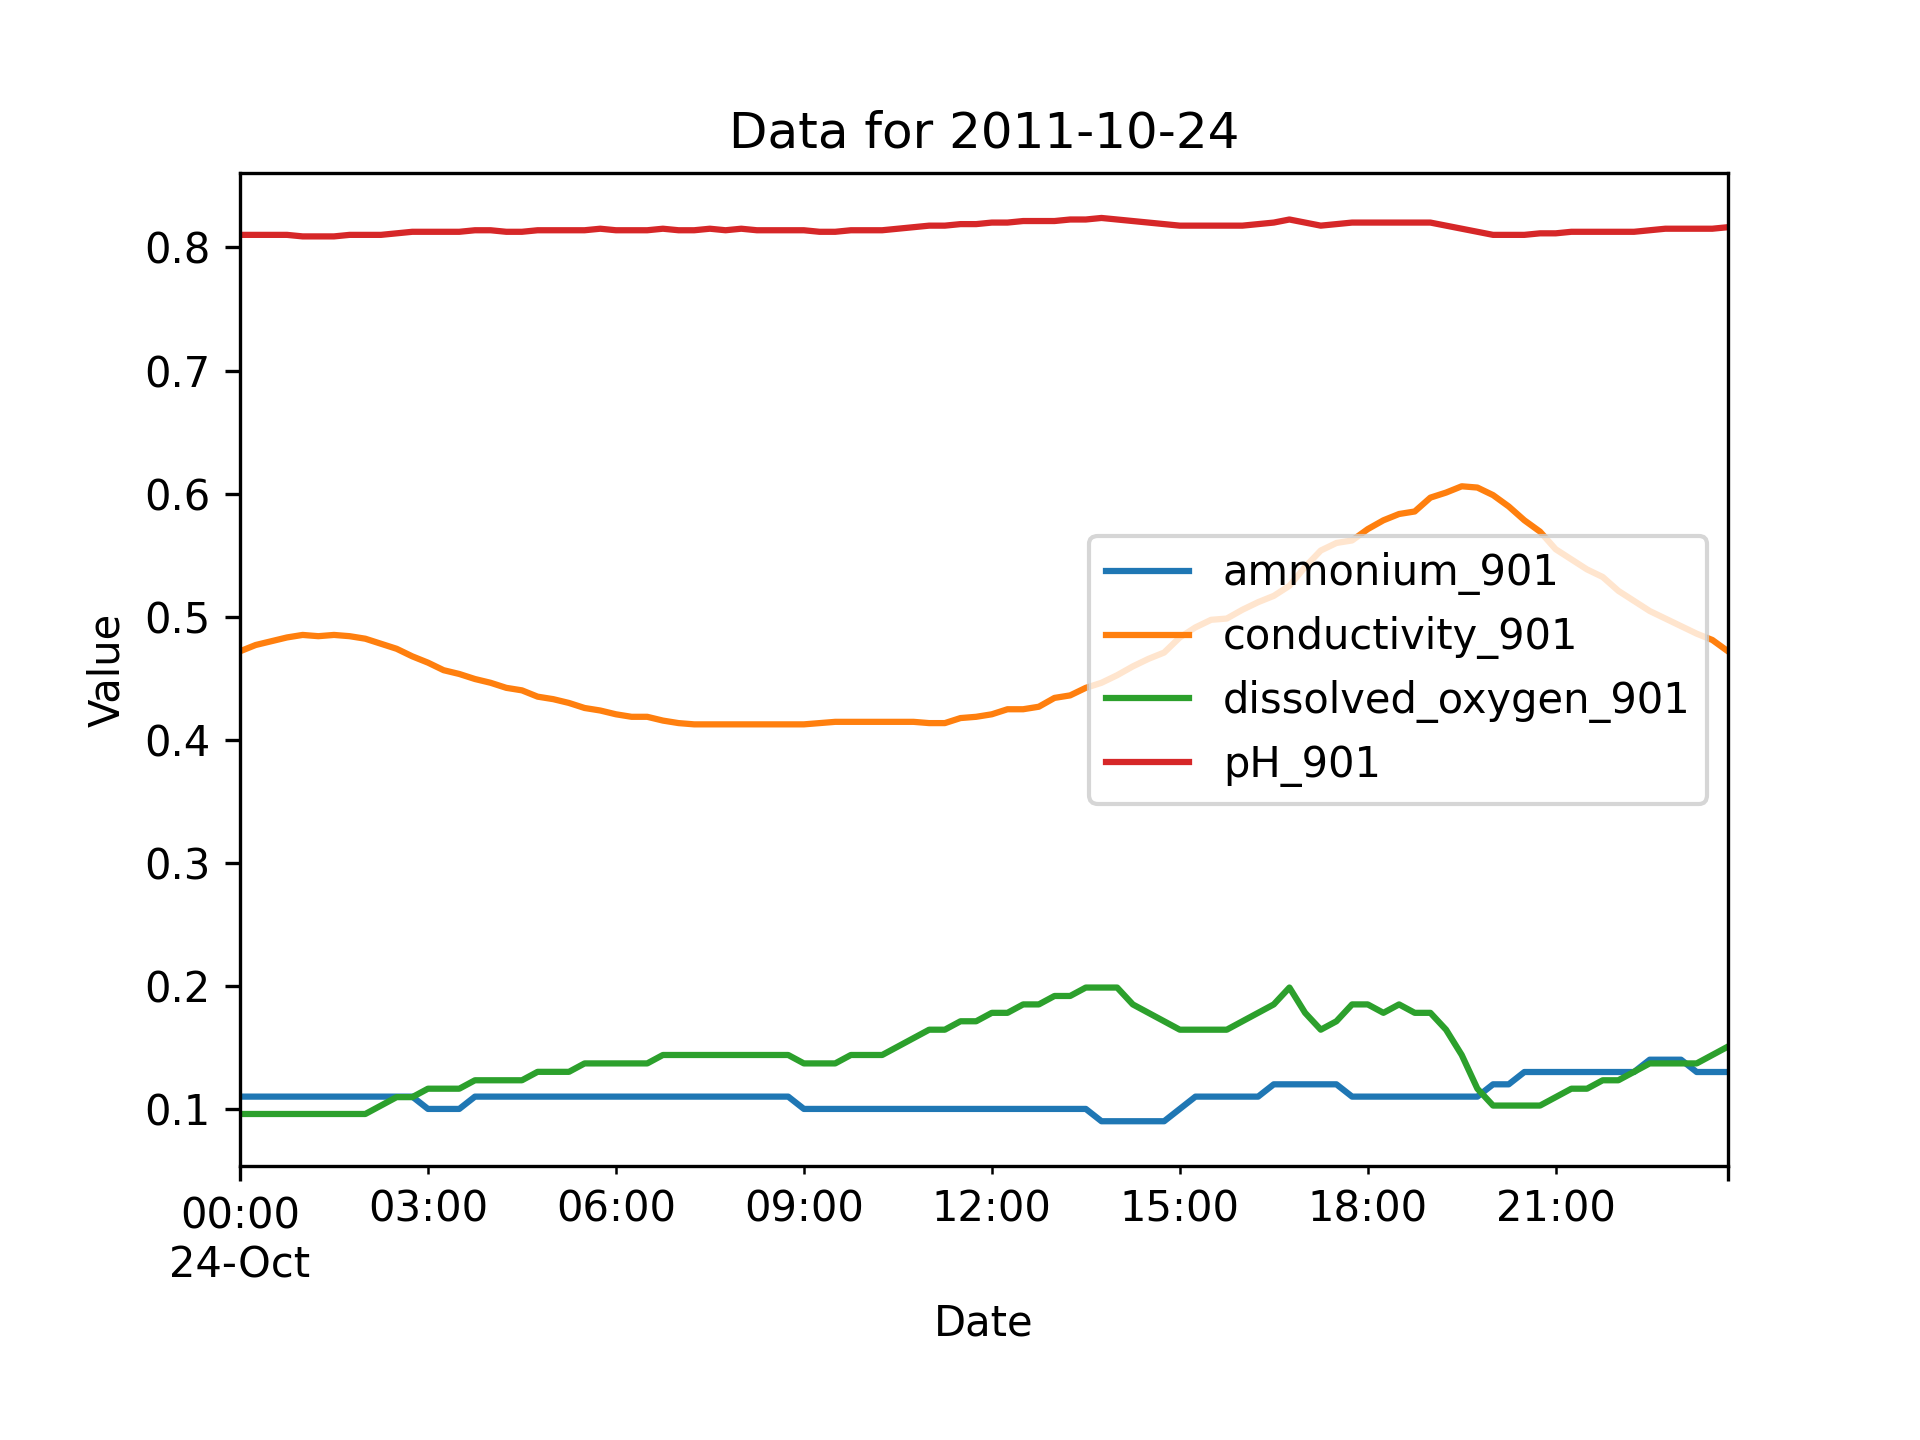 Data for 2011-10-24
Value
0.8
0.7
0.6
0.5
0.4
0.3
0.2
0.1
ammonium_901
conductivity_901
dissolved_oxygen_901
pH_901
00:00 03:00 06:00 09:00 12:00 15:00 18:00 21:00
24-Oct
Date